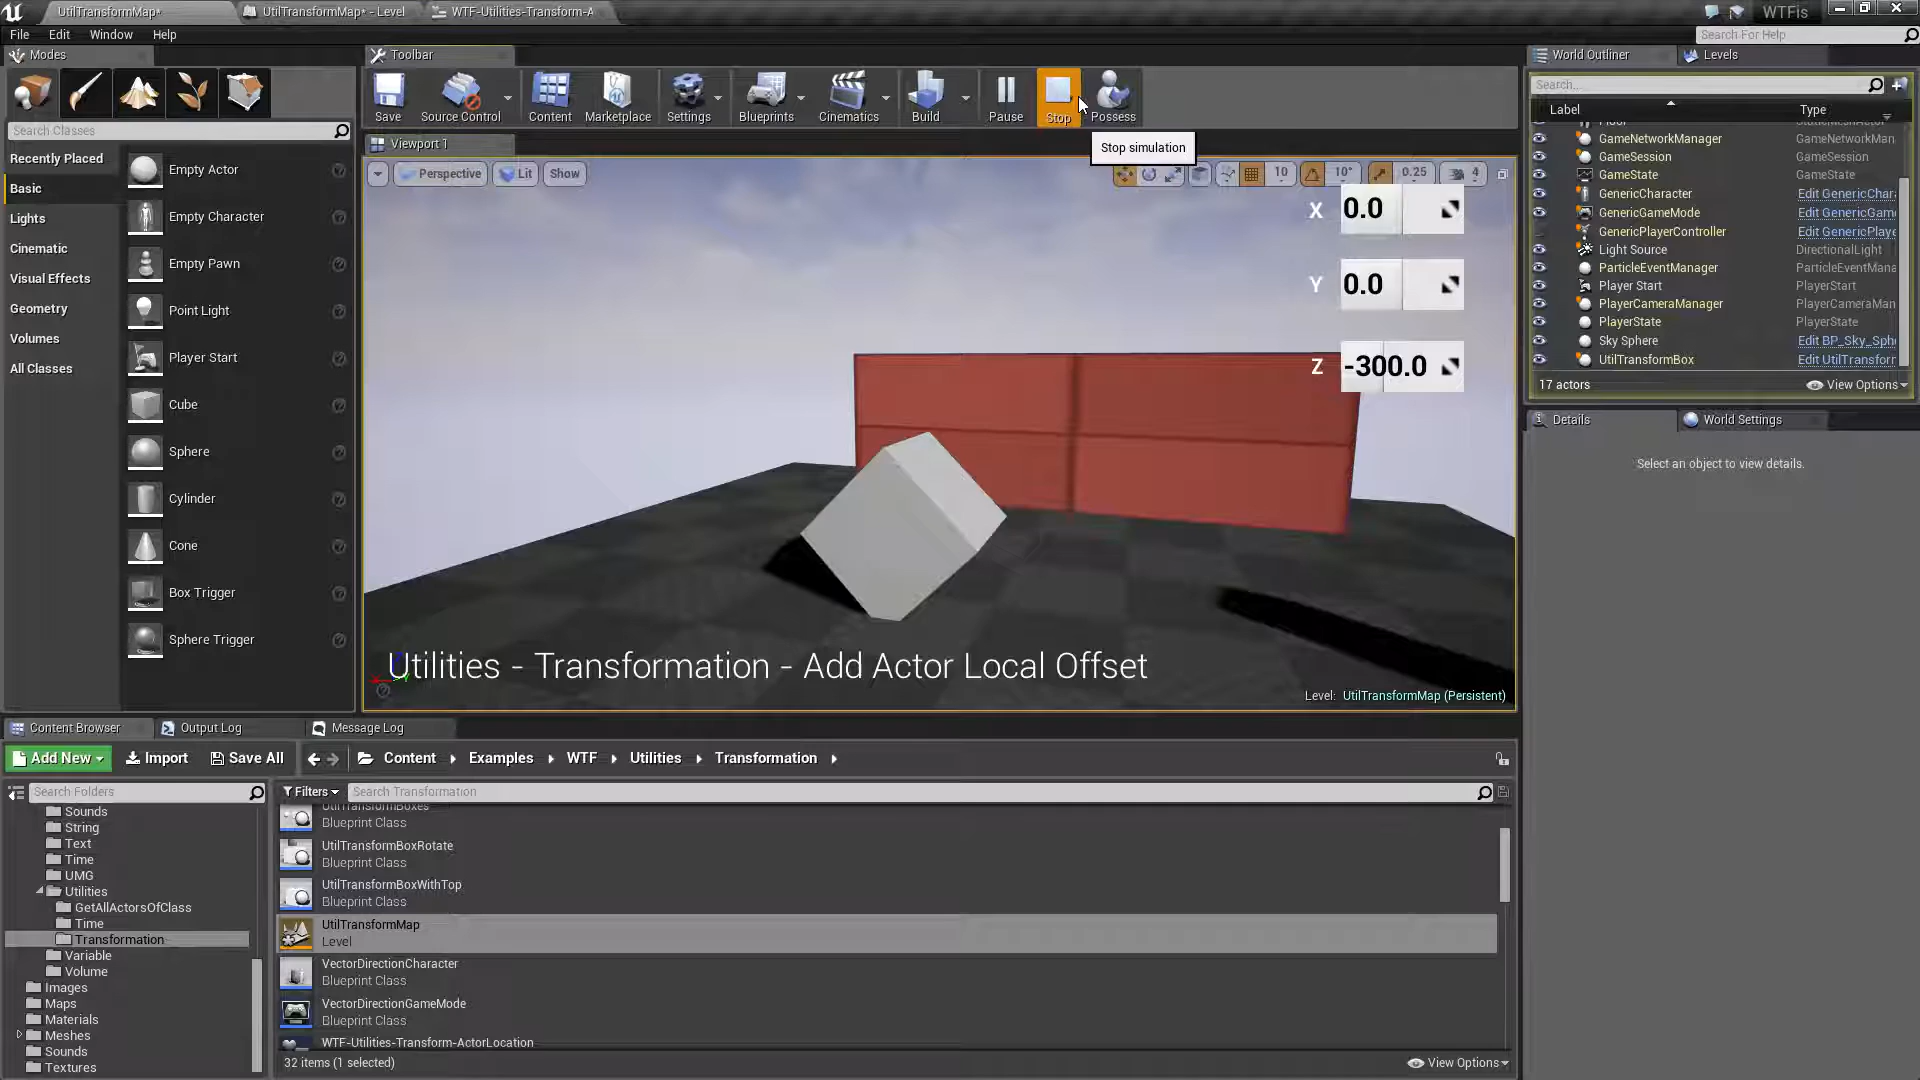 UtilTransformMap*
UtilTransformMap* - Level
WTF-Utilities-Transform-A
WTFis
File
Edit
Window
Help
Search For Help
Modes
Toolbar
World Outliner
Levels
Save
Source Control
Content
Marketplace
Settings
Blueprints
Cinematics
Build
Pause
Stop
Possess
Stop simulation
Search...
Label
Type
Search Classes
Recently Placed
Basic
Lights
Cinematic
Visual Effects
Geometry
Volumes
All Classes
Empty Actor
Empty Character
Empty Pawn
Point Light
Player Start
Cube
Sphere
Cylinder
Cone
Box Trigger
Sphere Trigger
Viewport 1
Perspective
Lit
Show
10
10°
0.25
4
X 0.0
Y 0.0
Z -300.0
Utilities - Transformation - Add Actor Local Offset
Level: UtilTransformMap (Persistent)
GameNetworkManager GameNetworkMan
GameSession GameSession
GameState GameState
GenericCharacter Edit GenericChar
GenericGameMode Edit GenericGam
GenericPlayerController Edit GenericPlaye
Light Source DirectionalLight
ParticleEventManager ParticleEventMana
Player Start PlayerStart
PlayerCameraManager PlayerCameraMan
PlayerState PlayerState
Sky Sphere Edit BP_Sky_Sph
UtilTransformBox Edit UtilTransfor
17 actors
View Options
Details
World Settings
Select an object to view details.
Content Browser
Output Log
Message Log
Add New
Import
Save All
Content
Examples
WTF
Utilities
Transformation
Search Folders
Filters
Search Transformation
Sounds
String
Text
Time
UMG
Utilities
GetAllActorsOfClass
Time
Transformation
Variable
Volume
Images
Maps
Materials
Meshes
Sounds
Textures
UtilTransformBoxes
Blueprint Class
UtilTransformBoxRotate
Blueprint Class
UtilTransformBoxWithTop
Blueprint Class
UtilTransformMap
Level
VectorDirectionCharacter
Blueprint Class
VectorDirectionGameMode
Blueprint Class
WTF-Utilities-Transform-ActorLocation
32 items (1 selected)
View Options